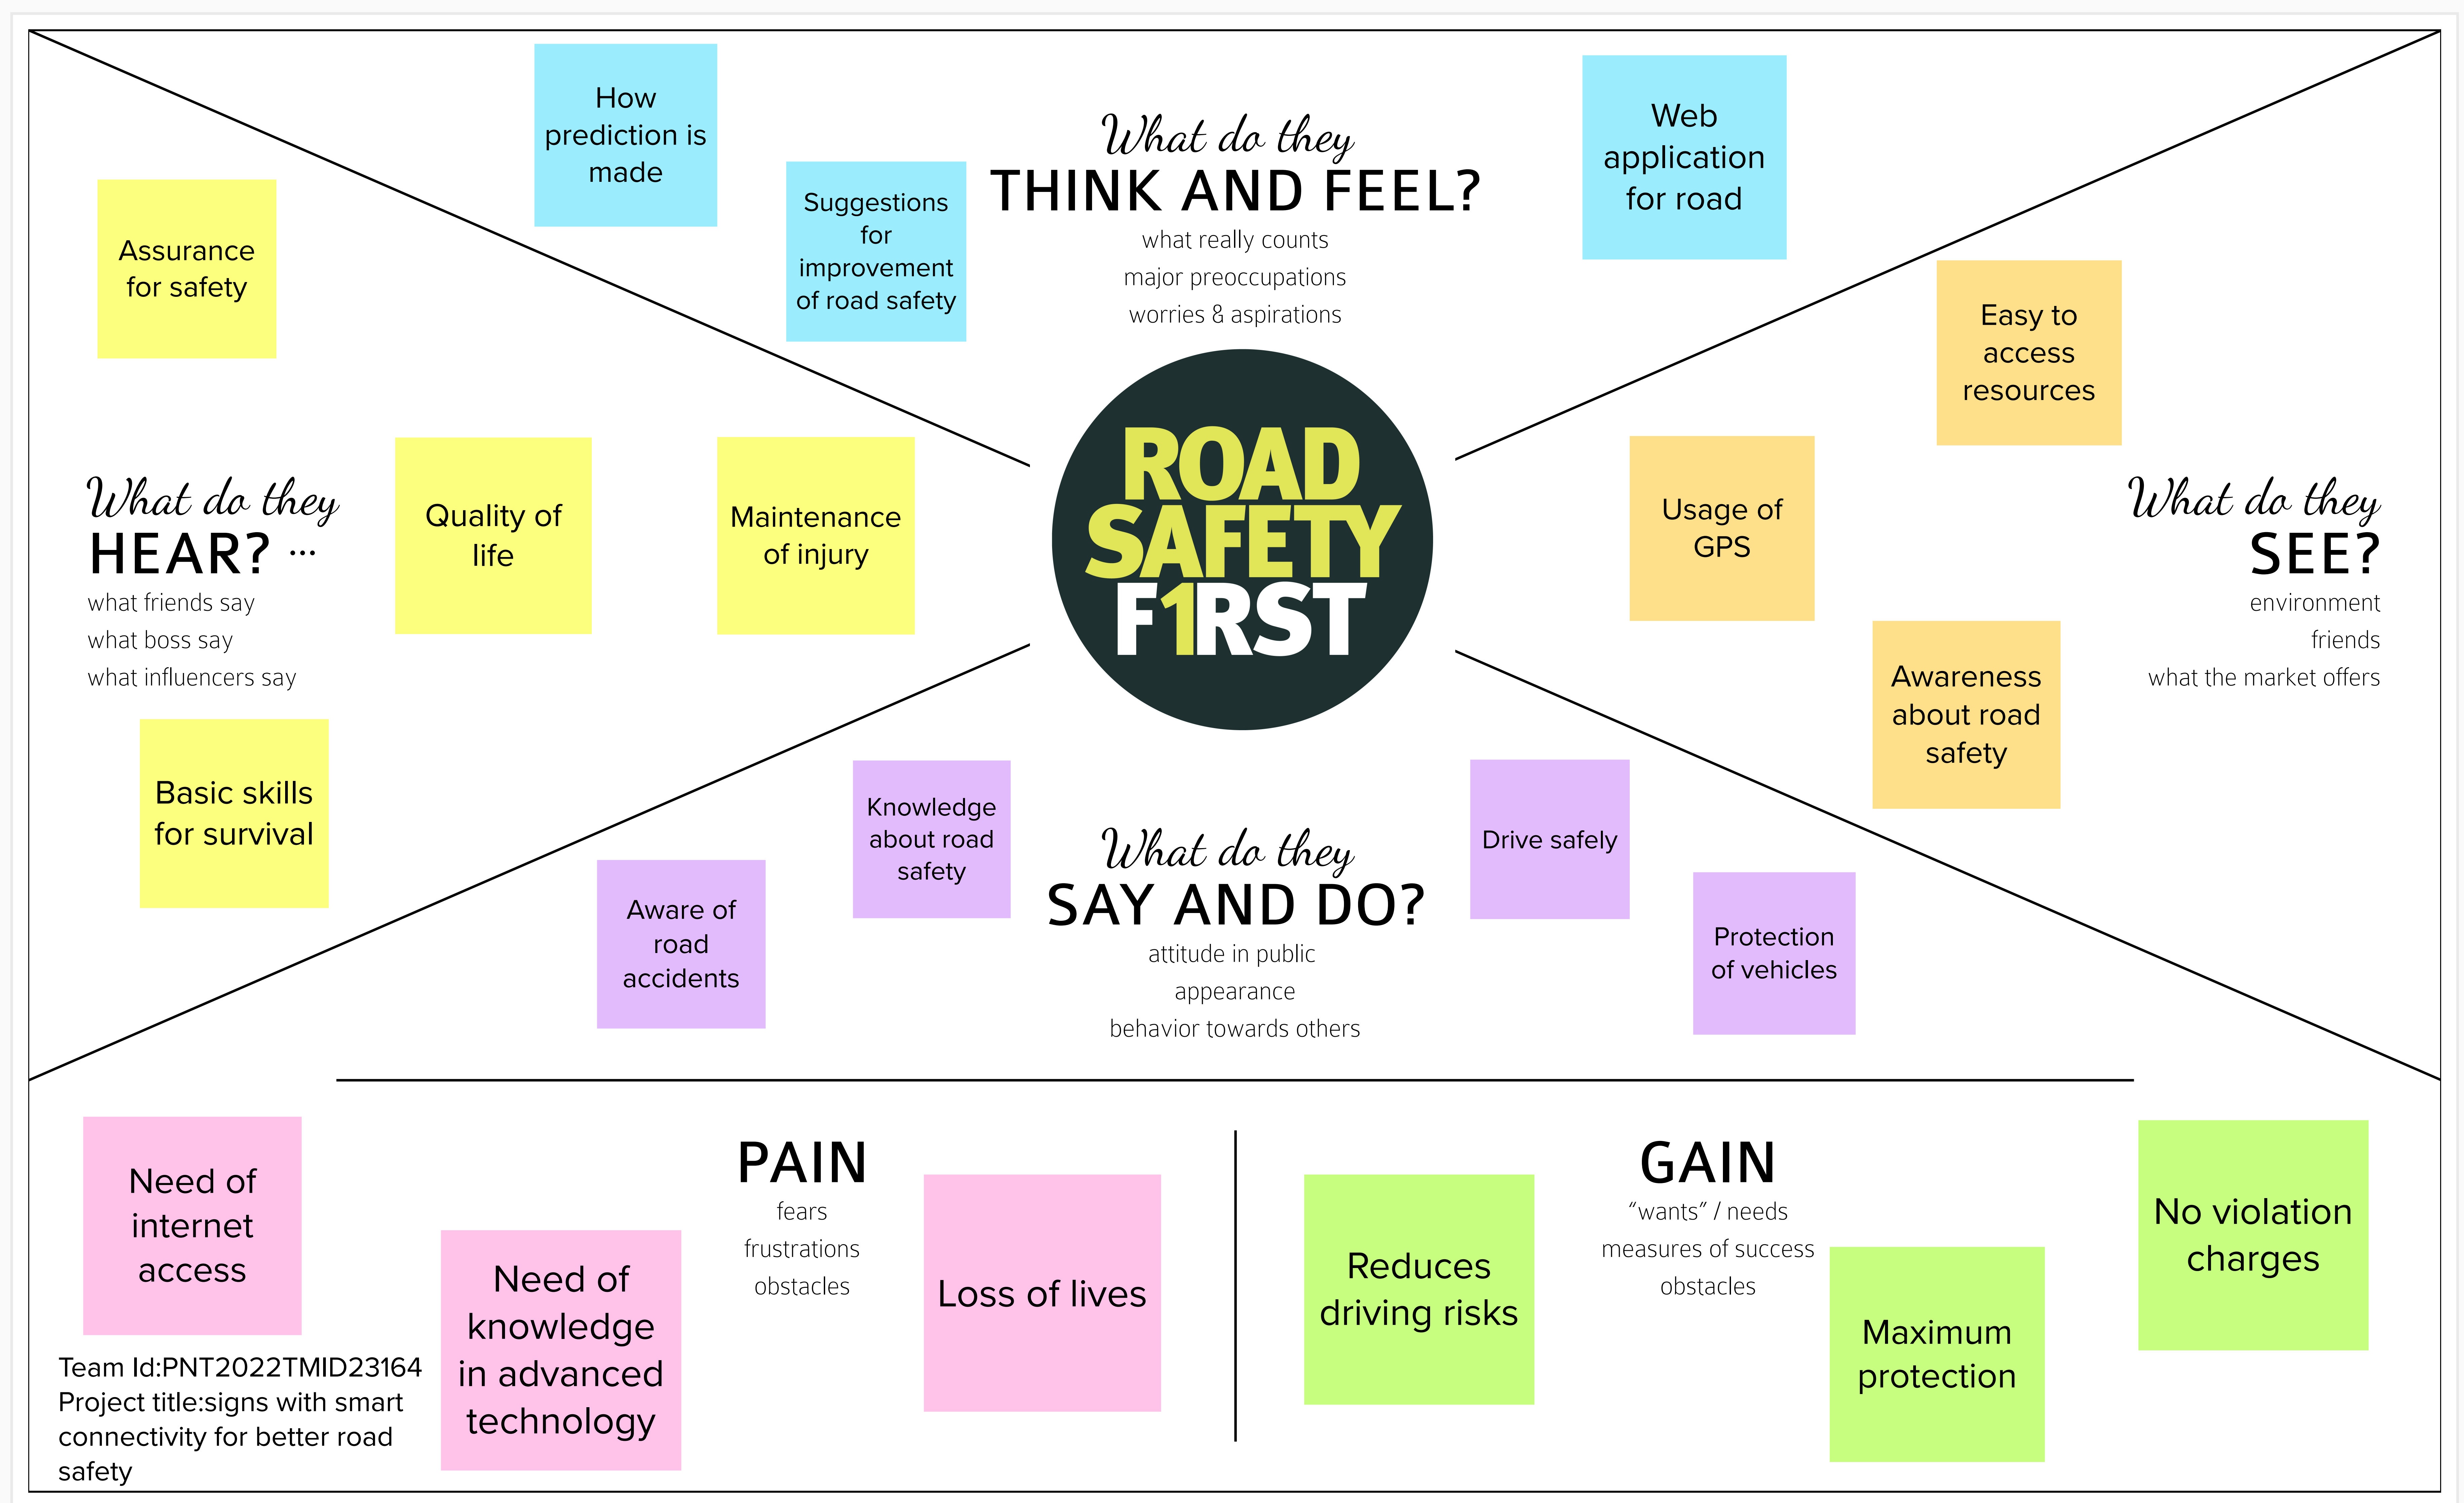 How
prediction is
made
Suggestions
for
improvement
of road safety
What do they
THINK AND FEEL?
what really counts
major preoccupations
worries & aspirations
Web
application
for road
Assurance
for safety
What do they
HEAR? ...
what friends say
what boss say
what influencers say
Quality of
life
Maintenance
of injury
Basic skills
for survival
ROAD
SAFETY
F1RST
Easy to
access
resources
Usage of
GPS
Awareness
about road
safety
What do they
SEE?
environment
friends
what the market offers
Aware of
road
accidents
Knowledge
about road
safety
What do they
SAY AND DO?
attitude in public
appearance
behavior towards others
Drive safely
Protection
of vehicles
Need of
internet
access
Team Id:PNT2022TMID23164
Project title:signs with smart
connectivity for better road
safety
Need of
knowledge
in advanced
technology
PAIN
fears
frustrations
obstacles
Loss of lives
Reduces
driving risks
GAIN
“wants” / needs
measures of success
obstacles
Maximum
protection
No violation
charges